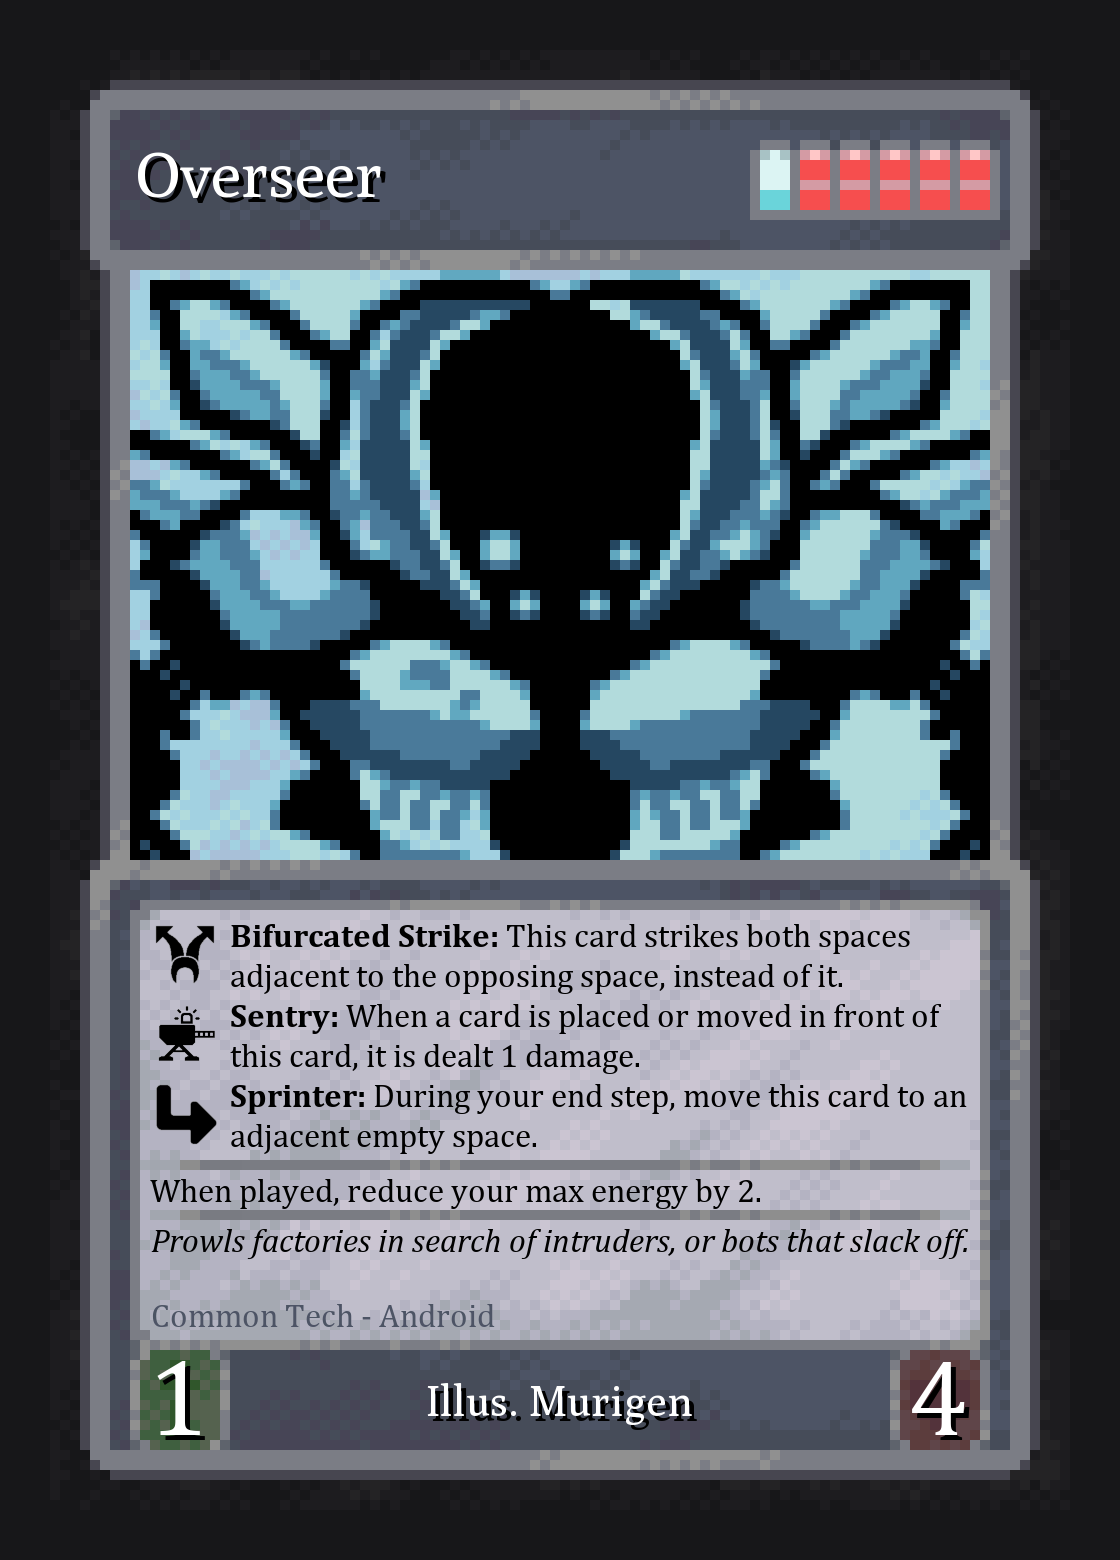 Overseer
Bifurcated Strike: This card strikes both spaces
adjacent to the opposing space, instead of it.
Sentry: When a card is placed or moved in front of
this card, it is dealt 1 damage.
Sprinter: During your end step, move this card to an
adjacent empty space.
When played, reduce your max energy by 2.
Prowls factories in search of intruders, or bots that slack off.
Common Tech - Android
1
Illus. Murigen
4